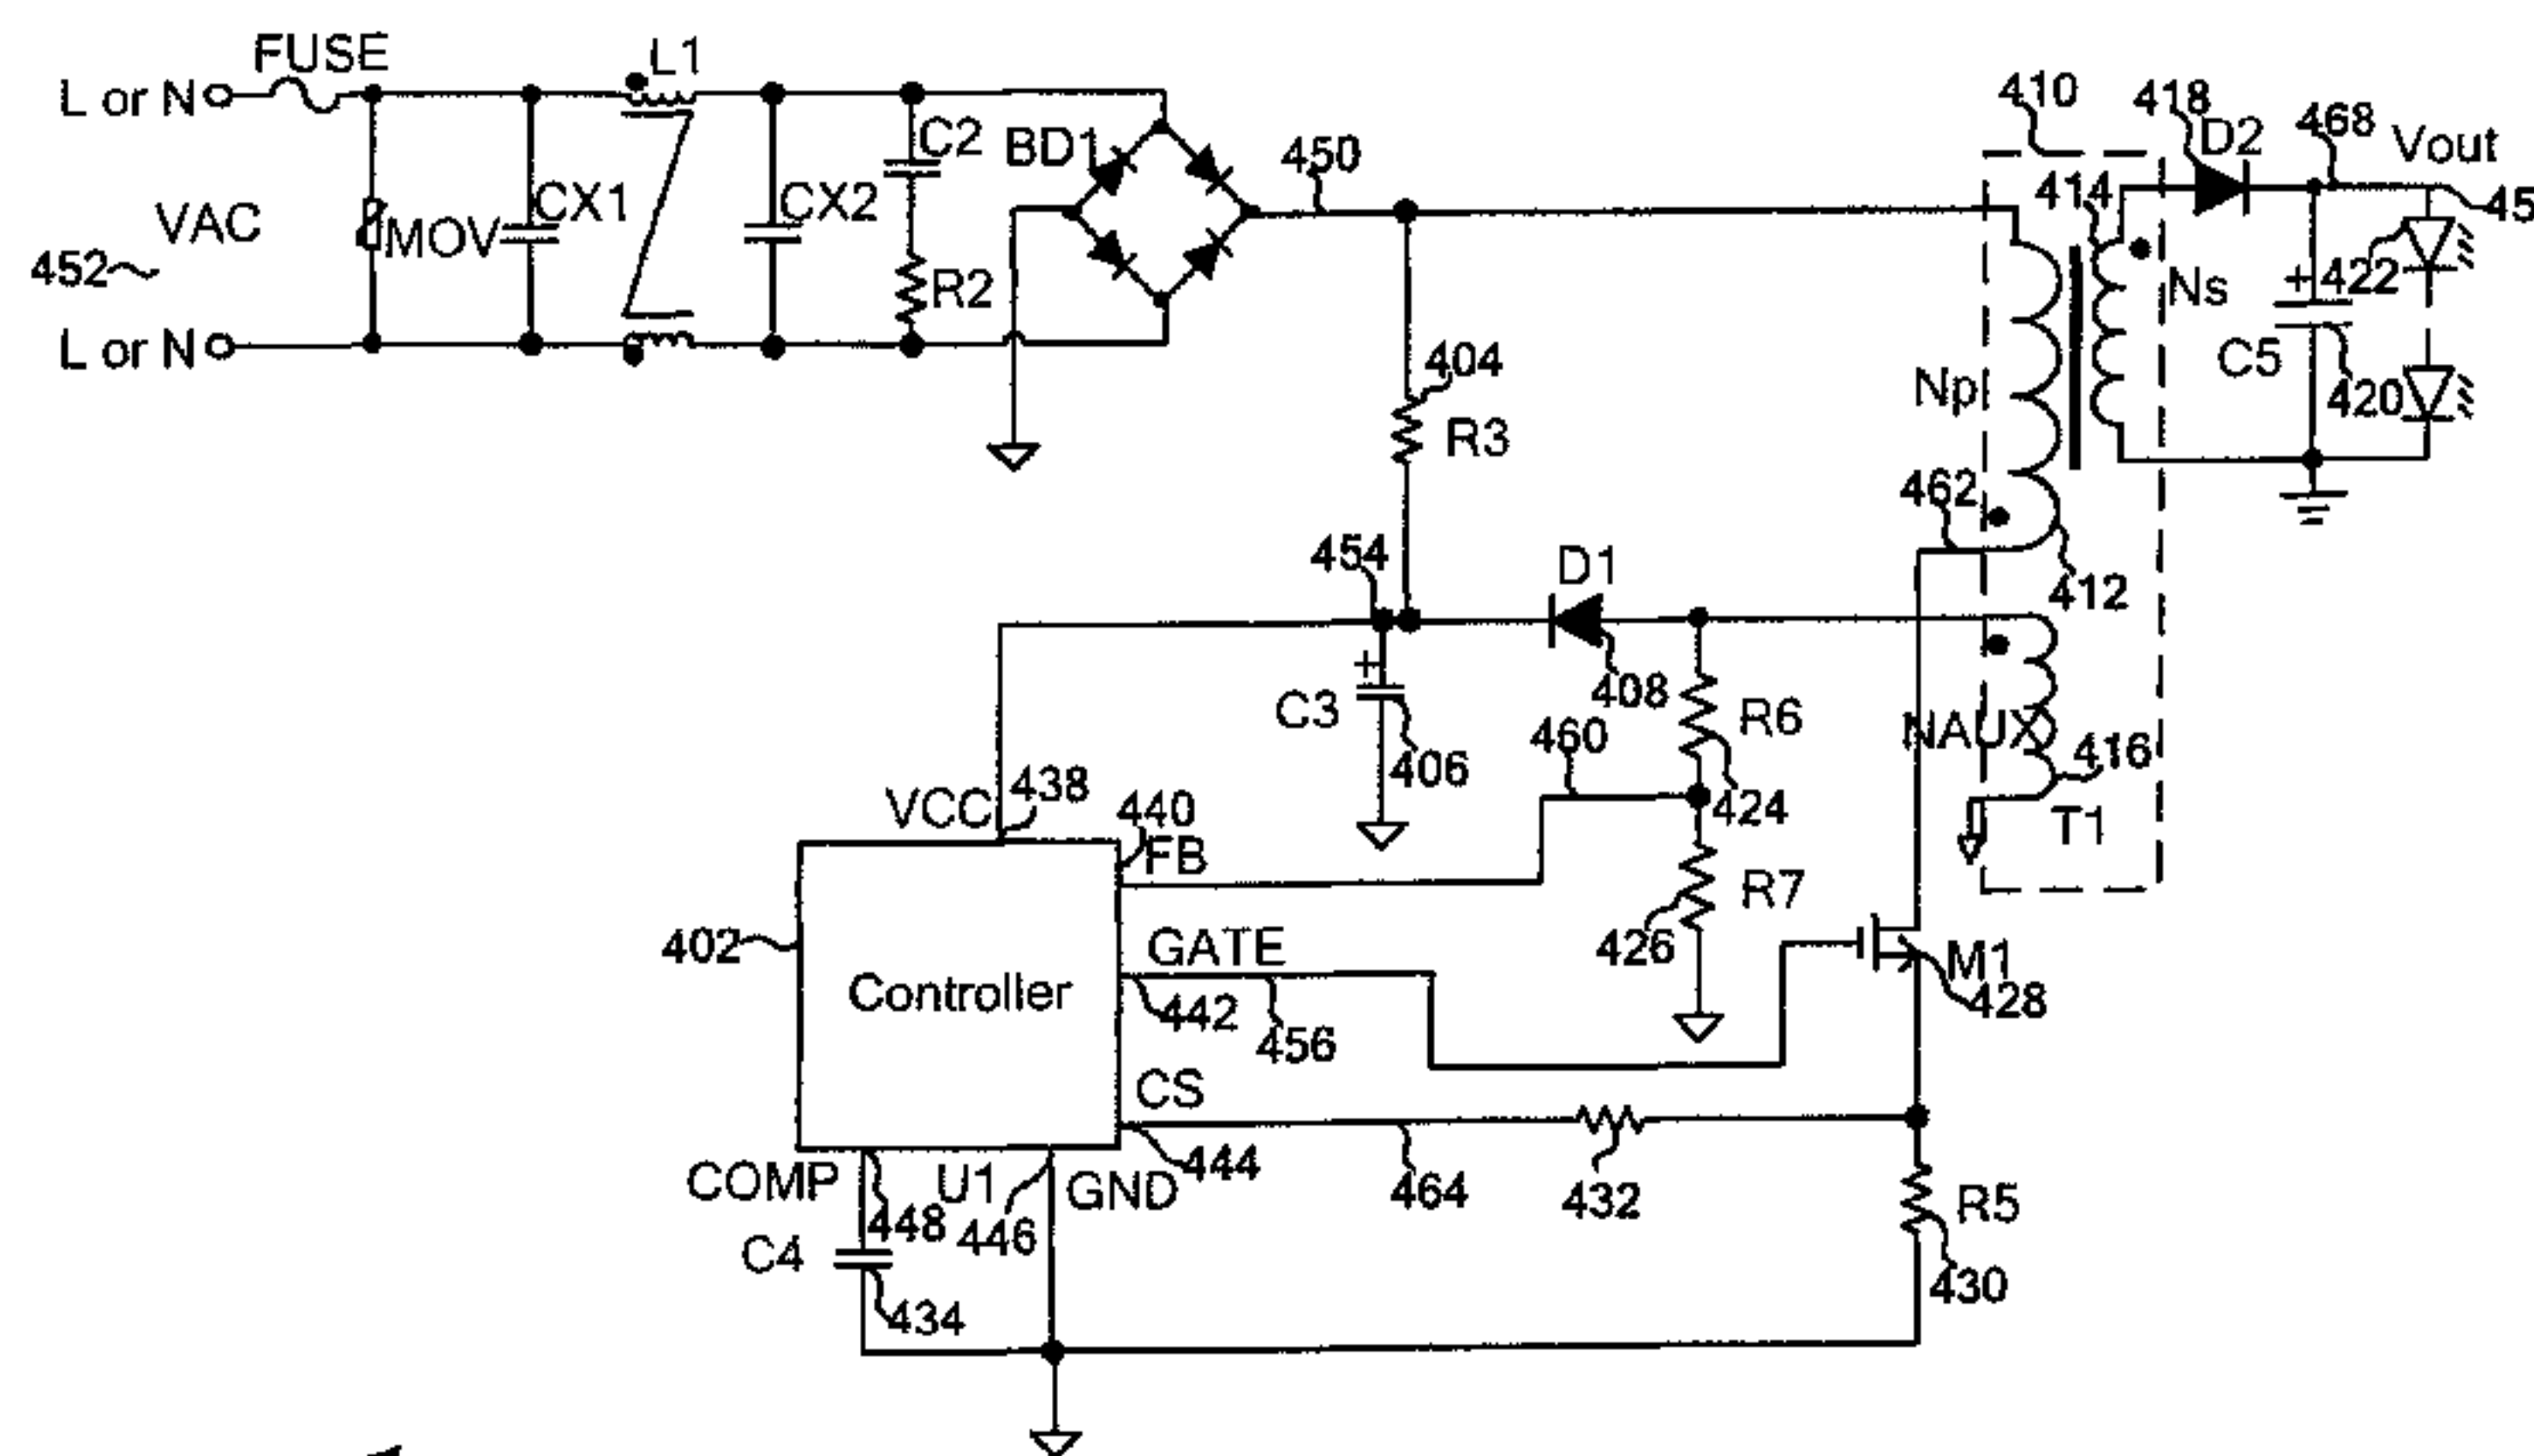 FUSE
L1
L or N
VAC
452
L or N
MOV
CX1
CX2
C2
R2
BD1
450
410
418
D2
468
Vout
45
414
422
Ns
C5
420
Np
404
R3
462
412
454
D1
408
C3
406
460
R6
424
NAUX
416
T1
VCC
438
440
FB
R7
426
402
Controller
GATE
442
456
M1
428
CS
444
464
432
COMP
448
U1
446
GND
C4
434
R5
430